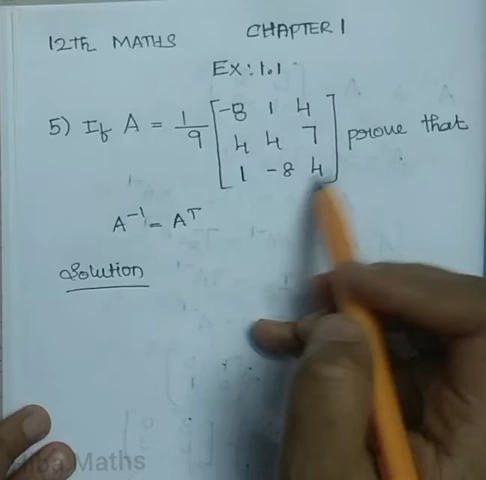 12th MATHS CHAPTER 1
Ex: 1.1
5) If A = 1/9 [-8 1 4
4 4 7
1 -8 4] prove that
A⁻¹ = Aᵀ
Solution
Maths